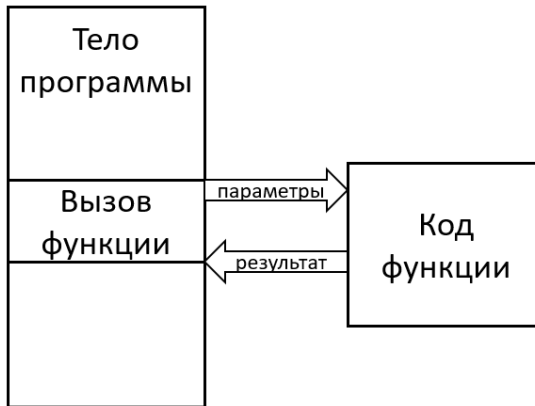 Тело
программы
параметры
Вызов
функции
результат
Код
функции